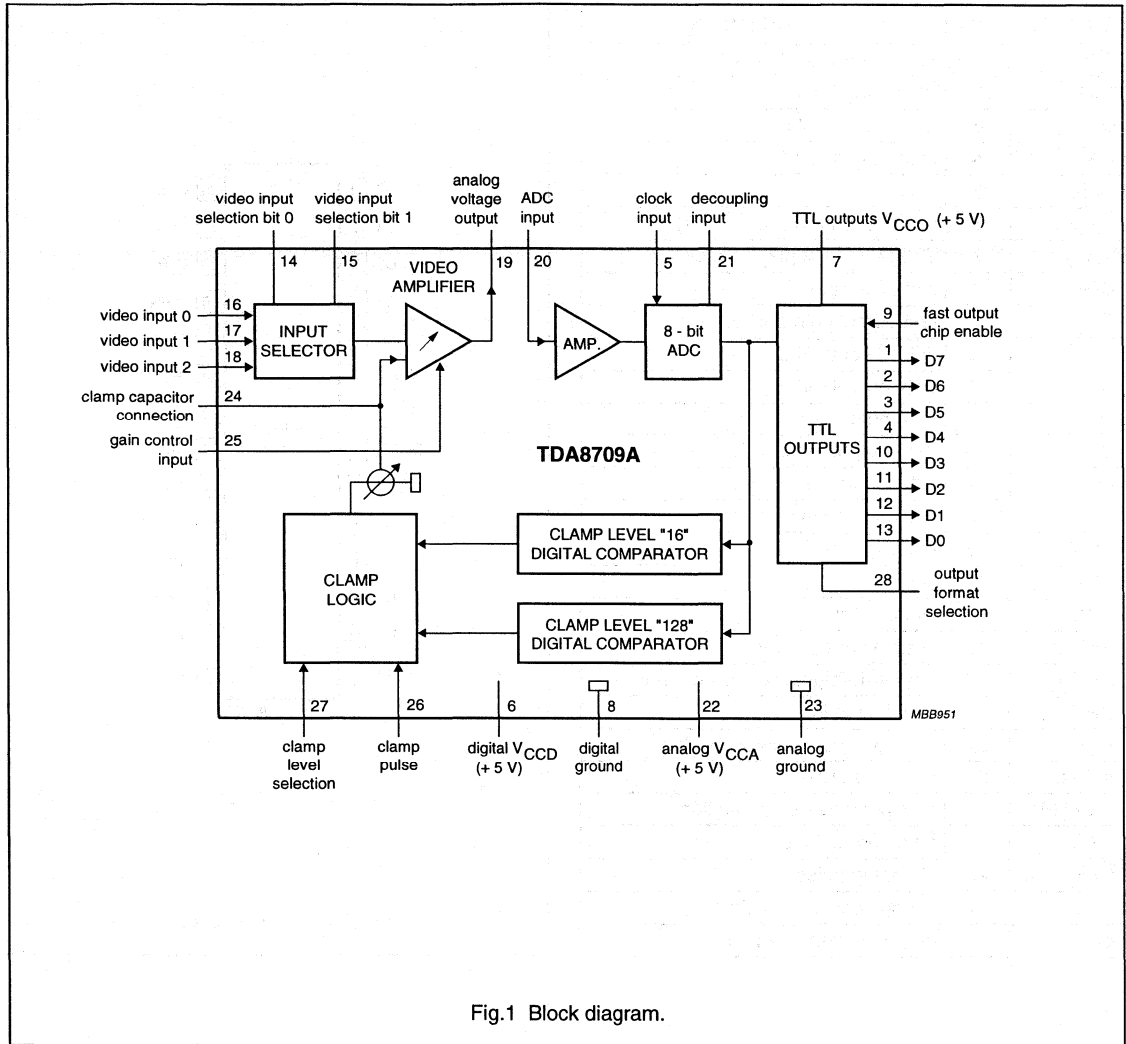 video input
selection bit 0
video input
selection bit 1
analog
voltage
output
ADC
input
clock
input
decoupling
input
TTL outputs VCCO (+ 5 V)
14
15
VIDEO
AMPLIFIER
19
20
5
21
7
video input 0
16
video input 1
17
video input 2
18
INPUT
SELECTOR
AMP.
8 - bit
ADC
9
fast output
chip enable
1
D7
2
D6
3
D5
4
D4
10
D3
11
D2
12
D1
13
D0
TTL
OUTPUTS
clamp capacitor
connection
24
gain control
input
25
TDA8709A
CLAMP
LOGIC
CLAMP LEVEL "16"
DIGITAL COMPARATOR
CLAMP LEVEL "128"
DIGITAL COMPARATOR
28
output
format
selection
27
26
6
8
22
23
MBB951
clamp
level
selection
clamp
pulse
digital VCCD
(+ 5 V)
digital
ground
analog VCCA
(+ 5 V)
analog
ground
Fig.1 Block diagram.